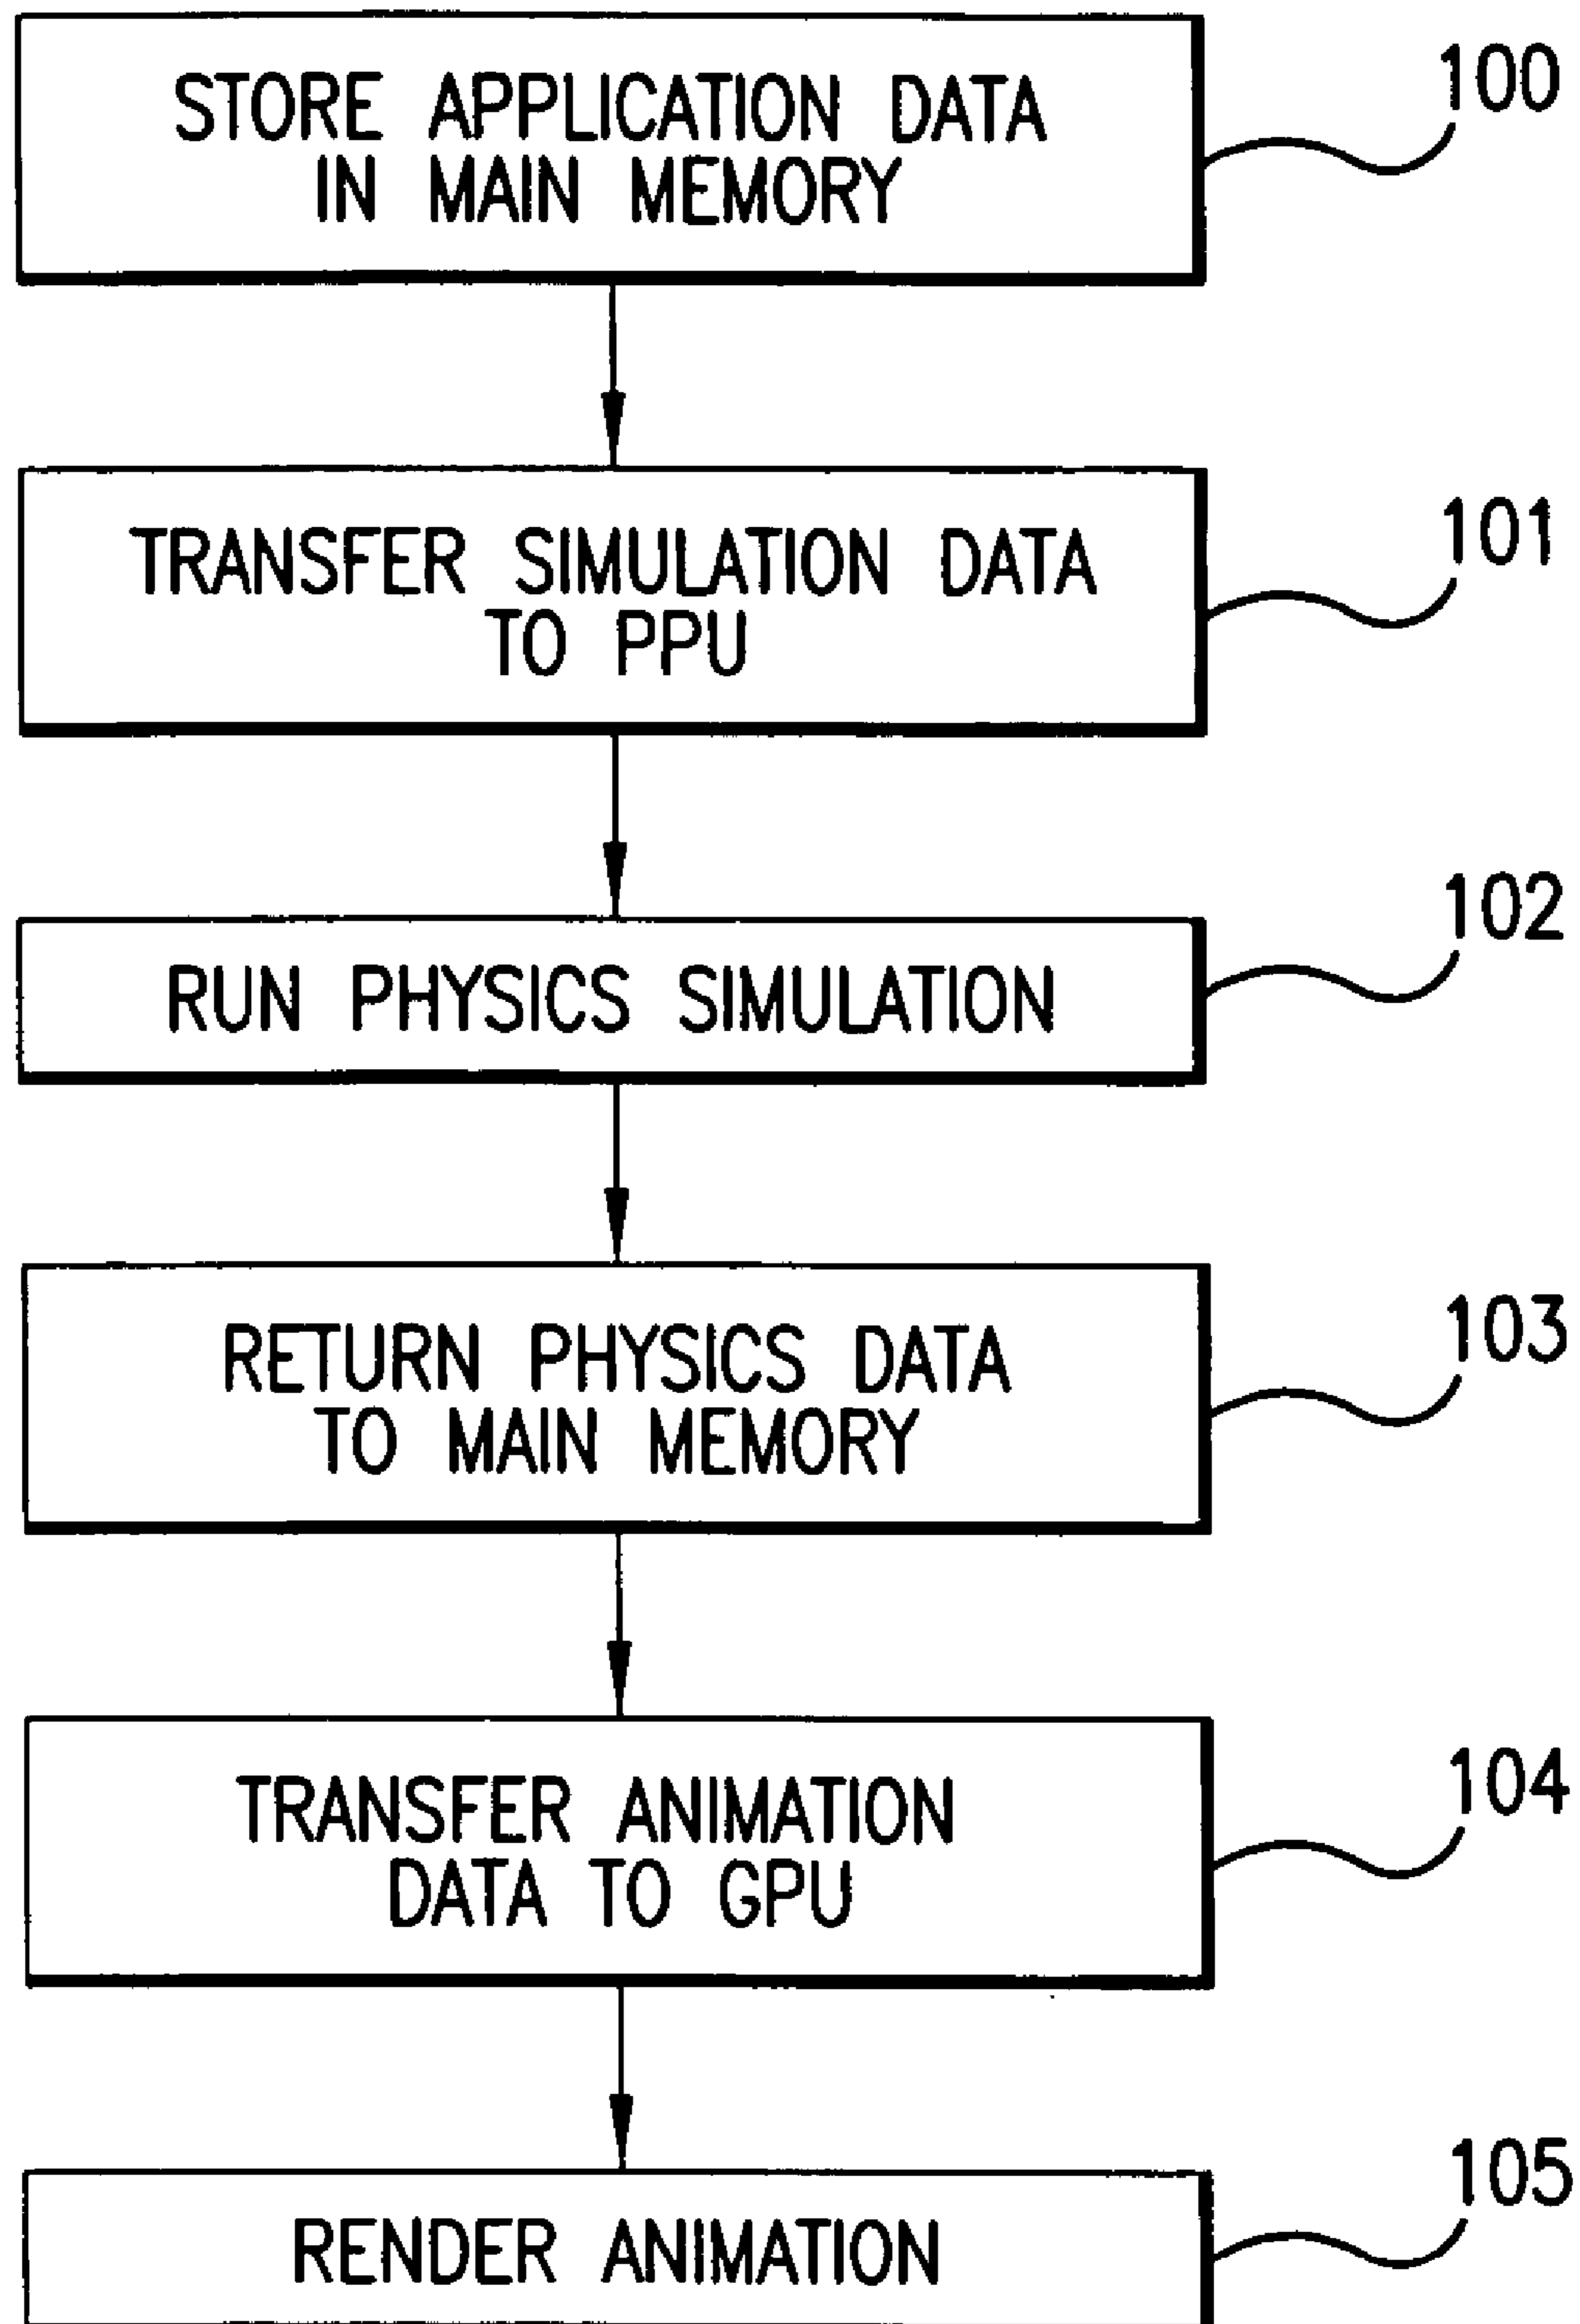 STORE APPLICATION DATA
IN MAIN MEMORY
100
TRANSFER SIMULATION DATA
TO PPU
101
RUN PHYSICS SIMULATION
102
RETURN PHYSICS DATA
TO MAIN MEMORY
103
TRANSFER ANIMATION
DATA TO GPU
104
RENDER ANIMATION
105